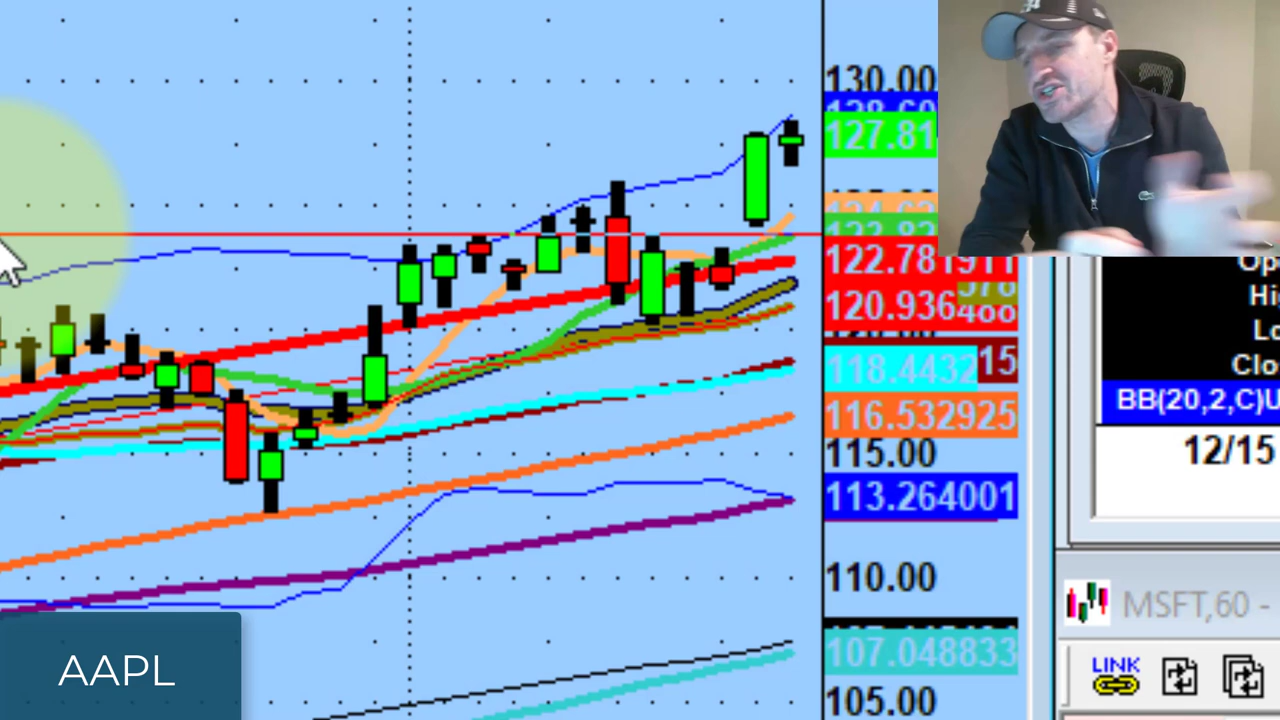 130.00
127.81
122.781911
120.936
118.4432
15
116.532925
115.00
113.264001
110.00
107.048833
105.00
Op
Hi
Lo
Clo
BB(20,2,C)U
12/15
MSFT,60 -
LINK
AAPL